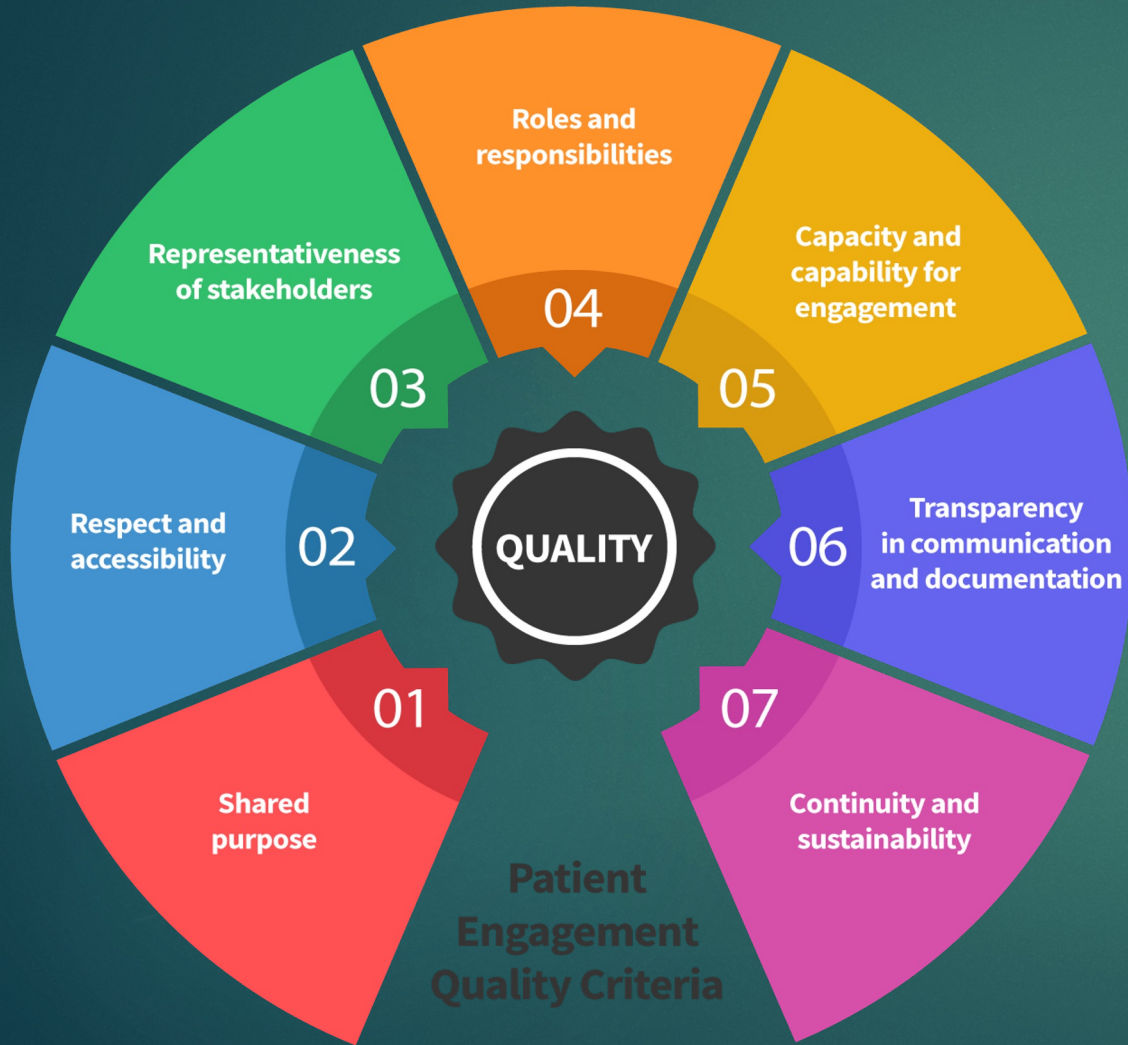 01
Shared
purpose
02
Respect and
accessibility
03
Representativeness
of stakeholders
04
Roles and
responsibilities
05
Capacity and
capability for
engagement
06
Transparency
in communication
and documentation
07
Continuity and
sustainability
QUALITY
Patient
Engagement
Quality Criteria